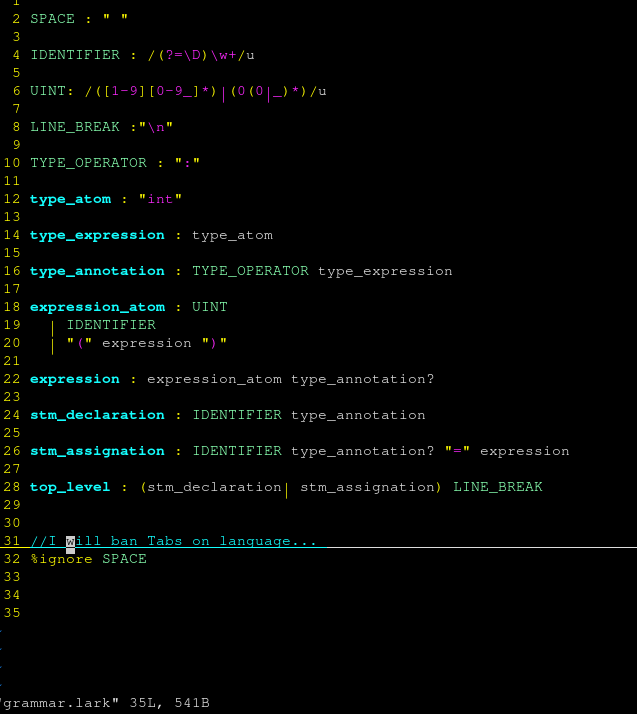 1
2 SPACE : " "
3
4 IDENTIFIER : /(?=\D)\w+/u
5
6 UINT: /([1-9][0-9_]*)|(0(0|_)*)/u
7
8 LINE_BREAK :"\n"
9
10 TYPE_OPERATOR : ":"
11
12 type_atom : "int"
13
14 type_expression : type_atom
15
16 type_annotation : TYPE_OPERATOR type_expression
17
18 expression_atom : UINT
19 | IDENTIFIER
20 | "(" expression ")"
21
22 expression : expression_atom type_annotation?
23
24 stm_declaration : IDENTIFIER type_annotation
25
26 stm_assignation : IDENTIFIER type_annotation? "=" expression
27
28 top_level : (stm_declaration| stm_assignation) LINE_BREAK
29
30
31 //I will ban Tabs on language...
32 %ignore SPACE
33
34
35
"grammar.lark" 35L, 541B